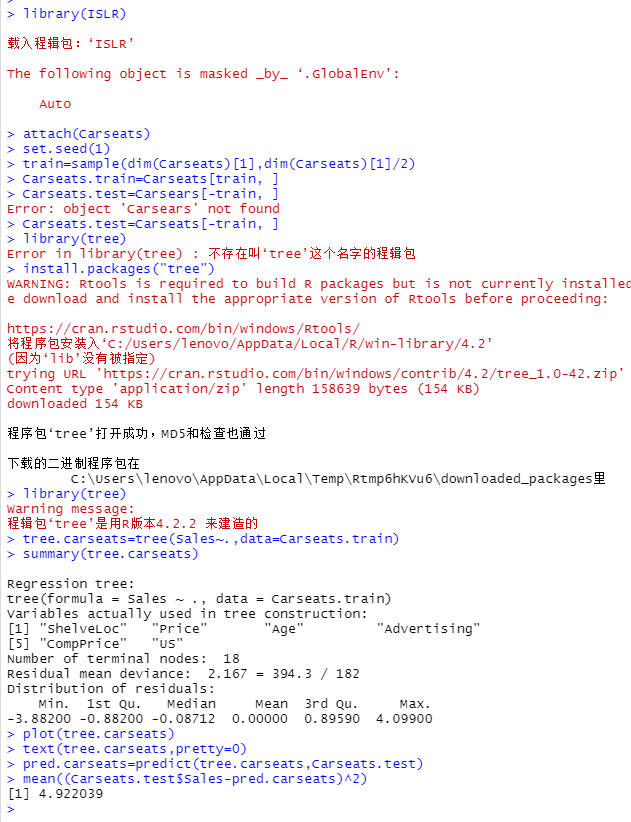 > library(ISLR)
载入程辑包：‘ISLR’
The following object is masked _by_ ‘.GlobalEnv’:
Auto
> attach(Carseats)
> set.seed(1)
> train=sample(dim(Carseats)[1],dim(Carseats)[1]/2)
> Carseats.train=Carseats[train, ]
> Carseats.test=Carsears[-train, ]
Error: object 'Carsears' not found
> Carseats.test=Carseats[-train, ]
> library(tree)
Error in library(tree) : 不存在叫‘tree’这个名字的程辑包
> install.packages("tree")
WARNING: Rtools is required to build R packages but is not currently installed
e download and install the appropriate version of Rtools before proceeding:
https://cran.rstudio.com/bin/windows/Rtools/
将程序包安装入‘C:/Users/lenovo/AppData/Local/R/win-library/4.2’
(因为‘lib’没有被指定)
trying URL 'https://cran.rstudio.com/bin/windows/contrib/4.2/tree_1.0-42.zip'
Content type 'application/zip' length 158639 bytes (154 KB)
downloaded 154 KB
程序包‘tree’打开成功，MD5和检查也通过
下载的二进制程序包在
C:\Users\lenovo\AppData\Local\Temp\Rtmp6hKVu6\downloaded_packages里
> library(tree)
Warning message:
程辑包‘tree’是用R版本4.2.2 来建造的
> tree.carseats=tree(Sales~.,data=Carseats.train)
> summary(tree.carseats)
Regression tree:
tree(formula = Sales ~ ., data = Carseats.train)
Variables actually used in tree construction:
[1] "ShelveLoc" "Price" "Age" "Advertising"
[5] "CompPrice" "US"
Number of terminal nodes: 18
Residual mean deviance: 2.167 = 394.3 / 182
Distribution of residuals:
Min. 1st Qu. Median Mean 3rd Qu. Max.
-3.88200 -0.88200 -0.08712 0.00000 0.89590 4.09900
> plot(tree.carseats)
> text(tree.carseats,pretty=0)
> pred.carseats=predict(tree.carseats,Carseats.test)
> mean((Carseats.test$Sales-pred.carseats)^2)
[1] 4.922039
>